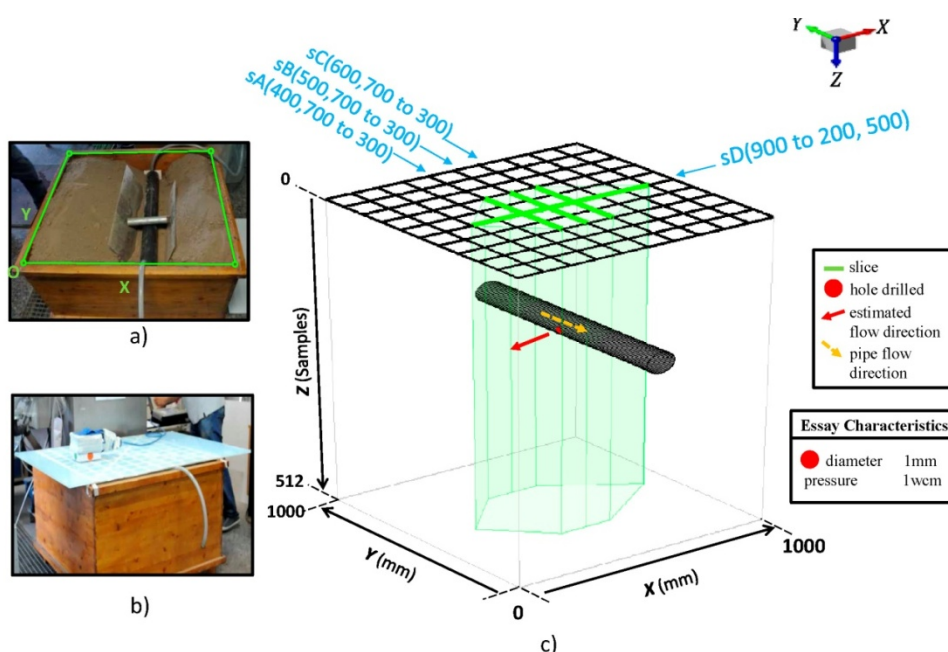 Y
X
Z
sC(600,700 to 300)
sB(500,700 to 300)
sA(400,700 to 300)
sD(900 to 200, 500)
Y
O
X
a)
b)
0
Z (Samples)
512
1000
Y (mm)
0
X (mm)
1000
c)
slice
hole drilled
estimated
flow direction
pipe flow
direction
Essay Characteristics
diameter 1mm
pressure 1wcm